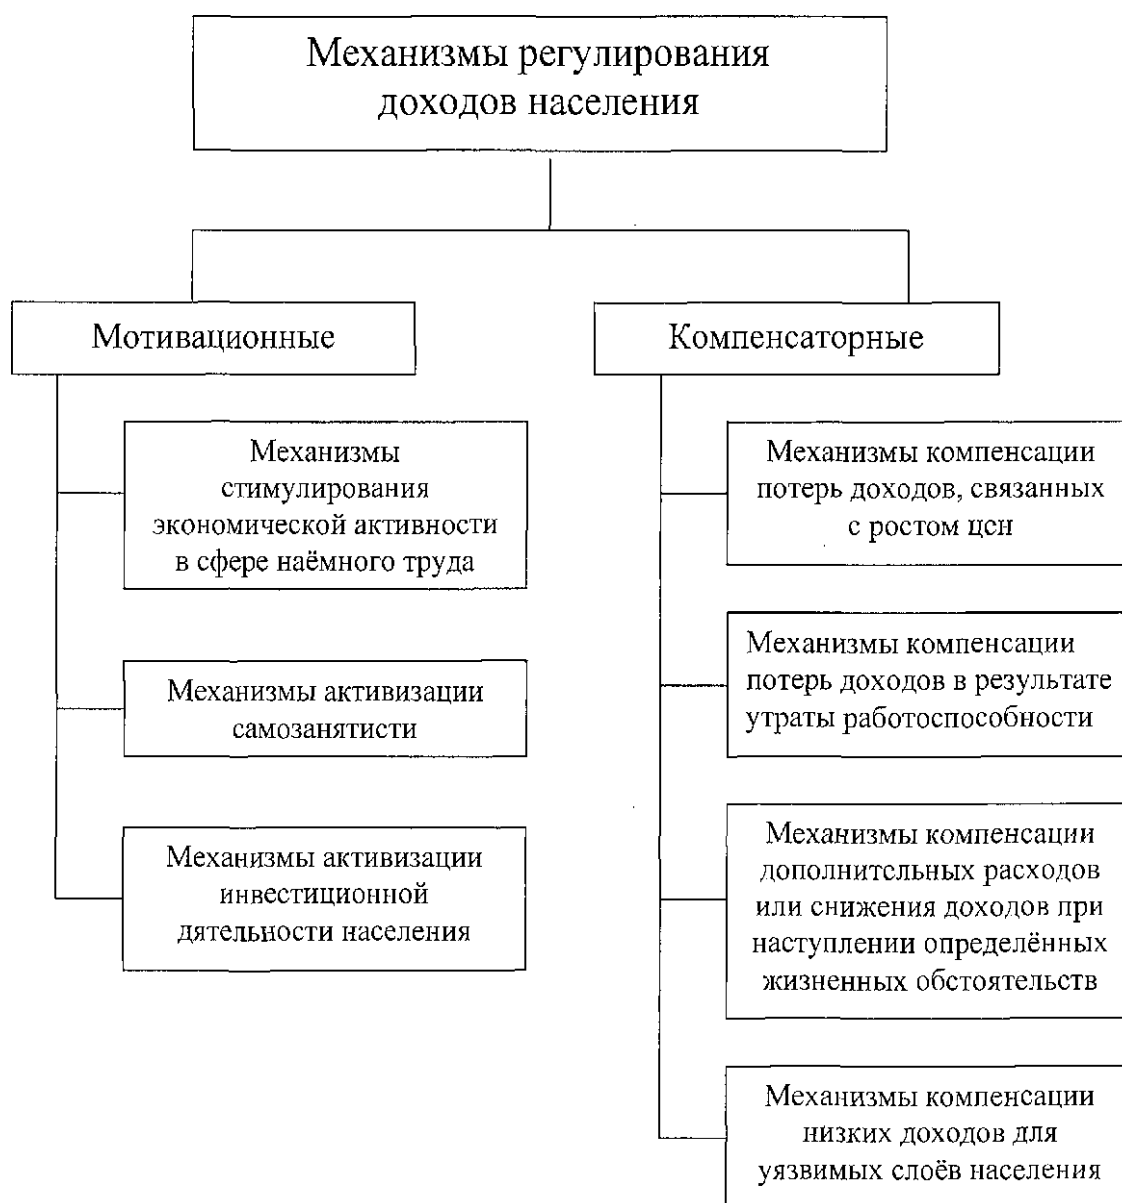 Механизмы регулирования
доходов населения
Мотивационные
Механизмы
стимулирования
экономической активности
в сфере наёмного труда
Механизмы активизации
самозанятисти
Механизмы активизации
инвестиционной
дятельности населения
Компенсаторные
Механизмы компенсации
потерь доходов, связанных
с ростом цен
Механизмы компенсации
потерь доходов в результате
утраты работоспособности
Механизмы компенсации
дополнительных расходов
или снижения доходов при
наступлении определённых
жизненных обстоятельств
Механизмы компенсации
низких доходов для
уязвимых слоёв населения